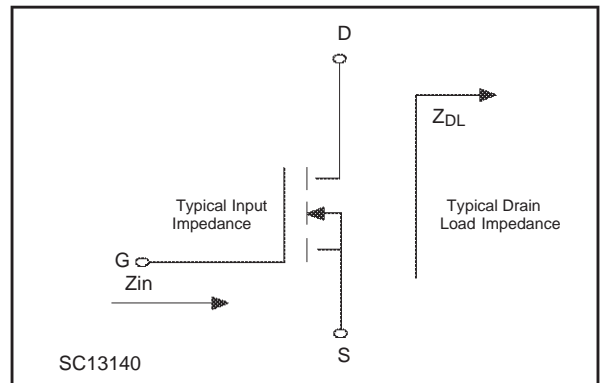 D
ZDL
Typical Input
Impedance
Typical Drain
Load Impedance
G
Zin
S
SC13140